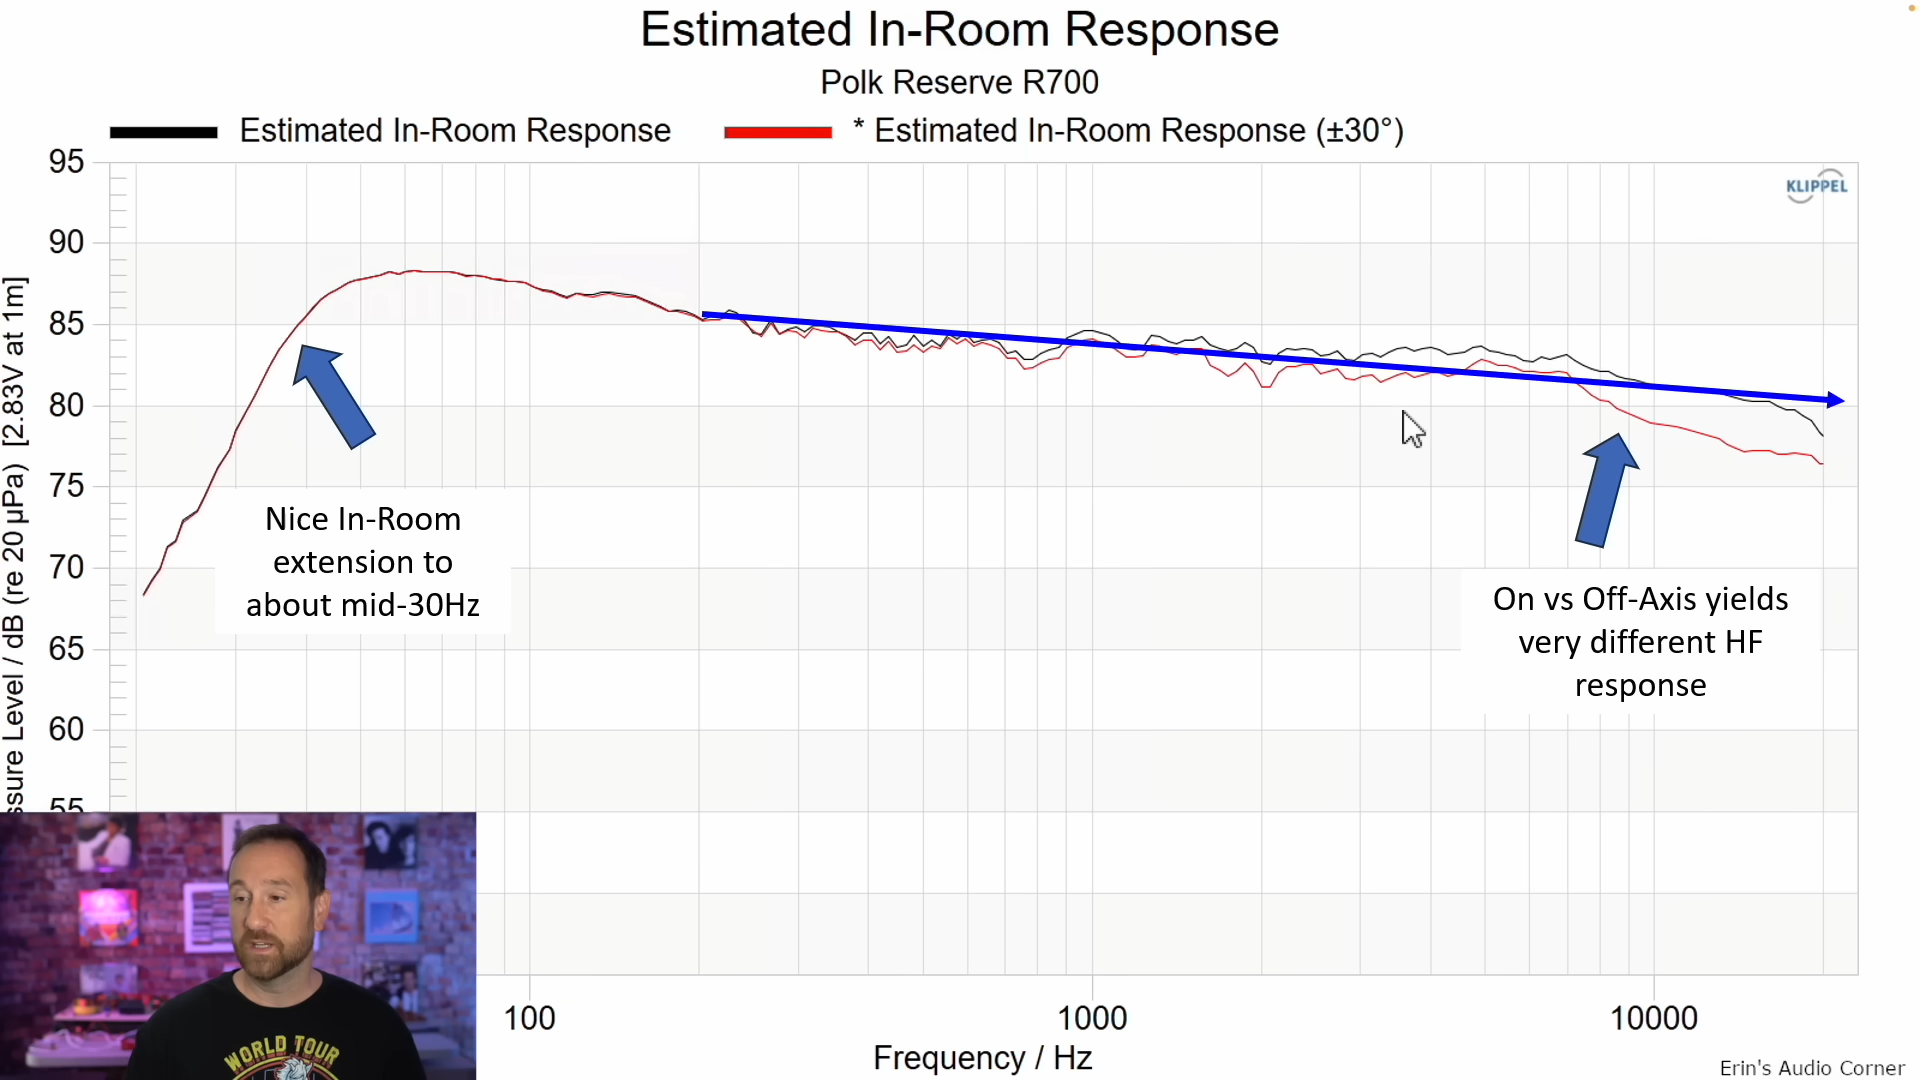 Estimated In-Room Response
Polk Reserve R700
Estimated In-Room Response
* Estimated In-Room Response (±30°)
95
KLIPPEL
90
85
80
75
70
65
60
55
ssure Level / dB (re 20 µPa) [2.83V at 1m]
Nice In-Room
extension to
about mid-30Hz
On vs Off-Axis yields
very different HF
response
WORLD TOUR
100
1000
10000
Frequency / Hz
Erin's Audio Corner